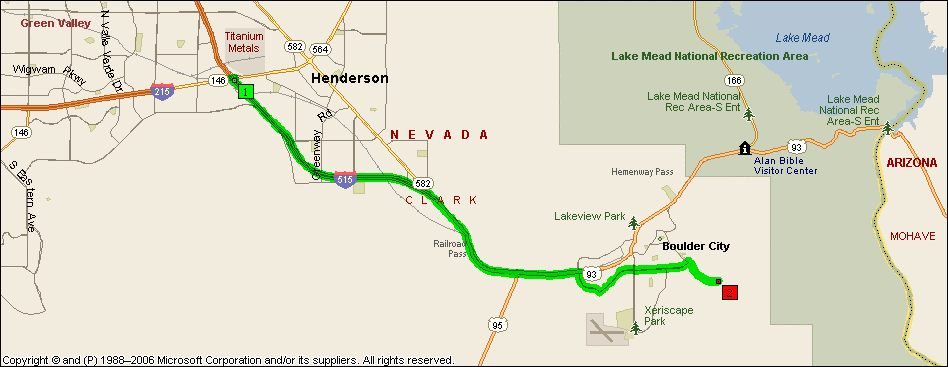 Green Valley
N Valle Verde Dr
Titanium
Metals
582
564
Wigwam Pkwy
146
215
1
Henderson
146
S Eastern Ave
Greenway Rd
NEVADA
515
582
CLARK
Railroad
Pass
95
93
2
Boulder City
Lakeview Park
Xeriscape
Park
Hemenway Pass
Lake Mead
Lake Mead National Recreation Area
166
Lake Mead National
Rec Area-S Ent
Lake Mead
National Rec
Area-S Ent
93
Alan Bible
Visitor Center
ARIZONA
MOHAVE
Copyright © and (P) 1988–2006 Microsoft Corporation and/or its suppliers. All rights reserved.